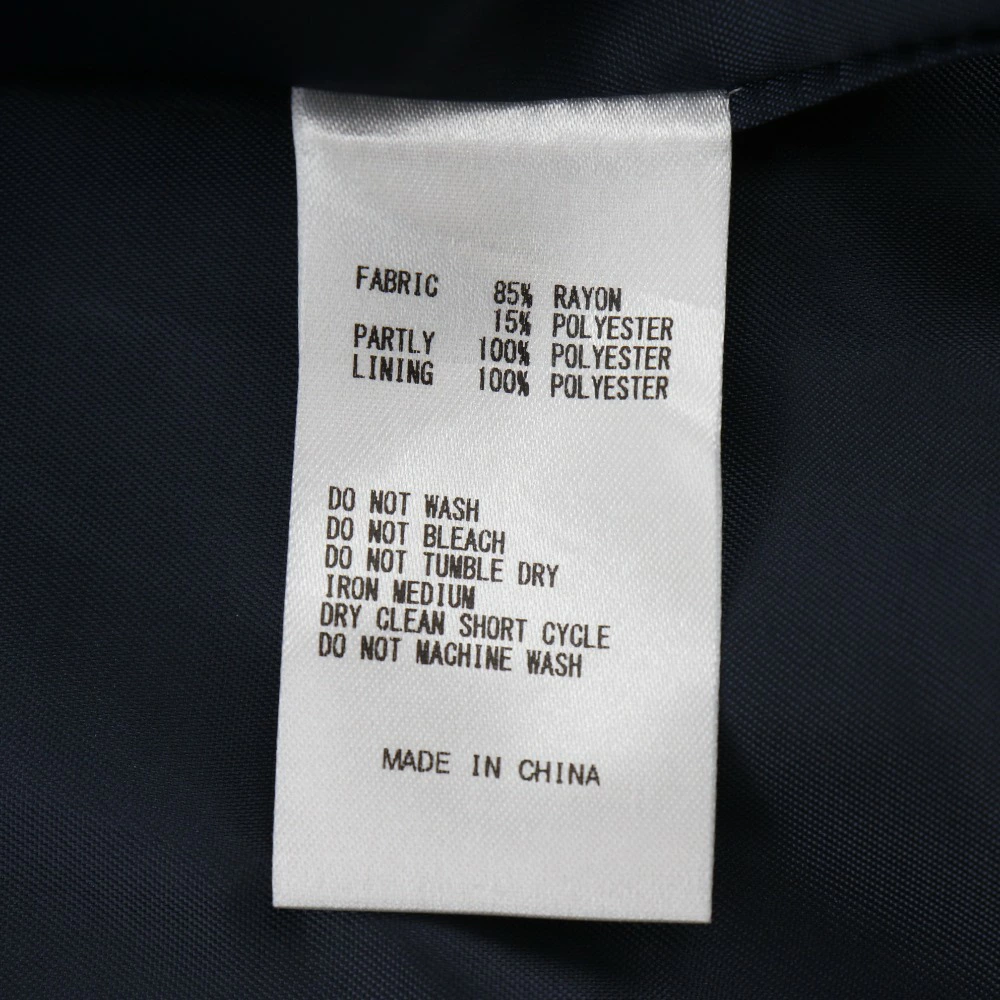 FABRIC 85% RAYON
15% POLYESTER
PARTLY 100% POLYESTER
LINING 100% POLYESTER
DO NOT WASH
DO NOT BLEACH
DO NOT TUMBLE DRY
IRON MEDIUM
DRY CLEAN SHORT CYCLE
DO NOT MACHINE WASH
MADE IN CHINA